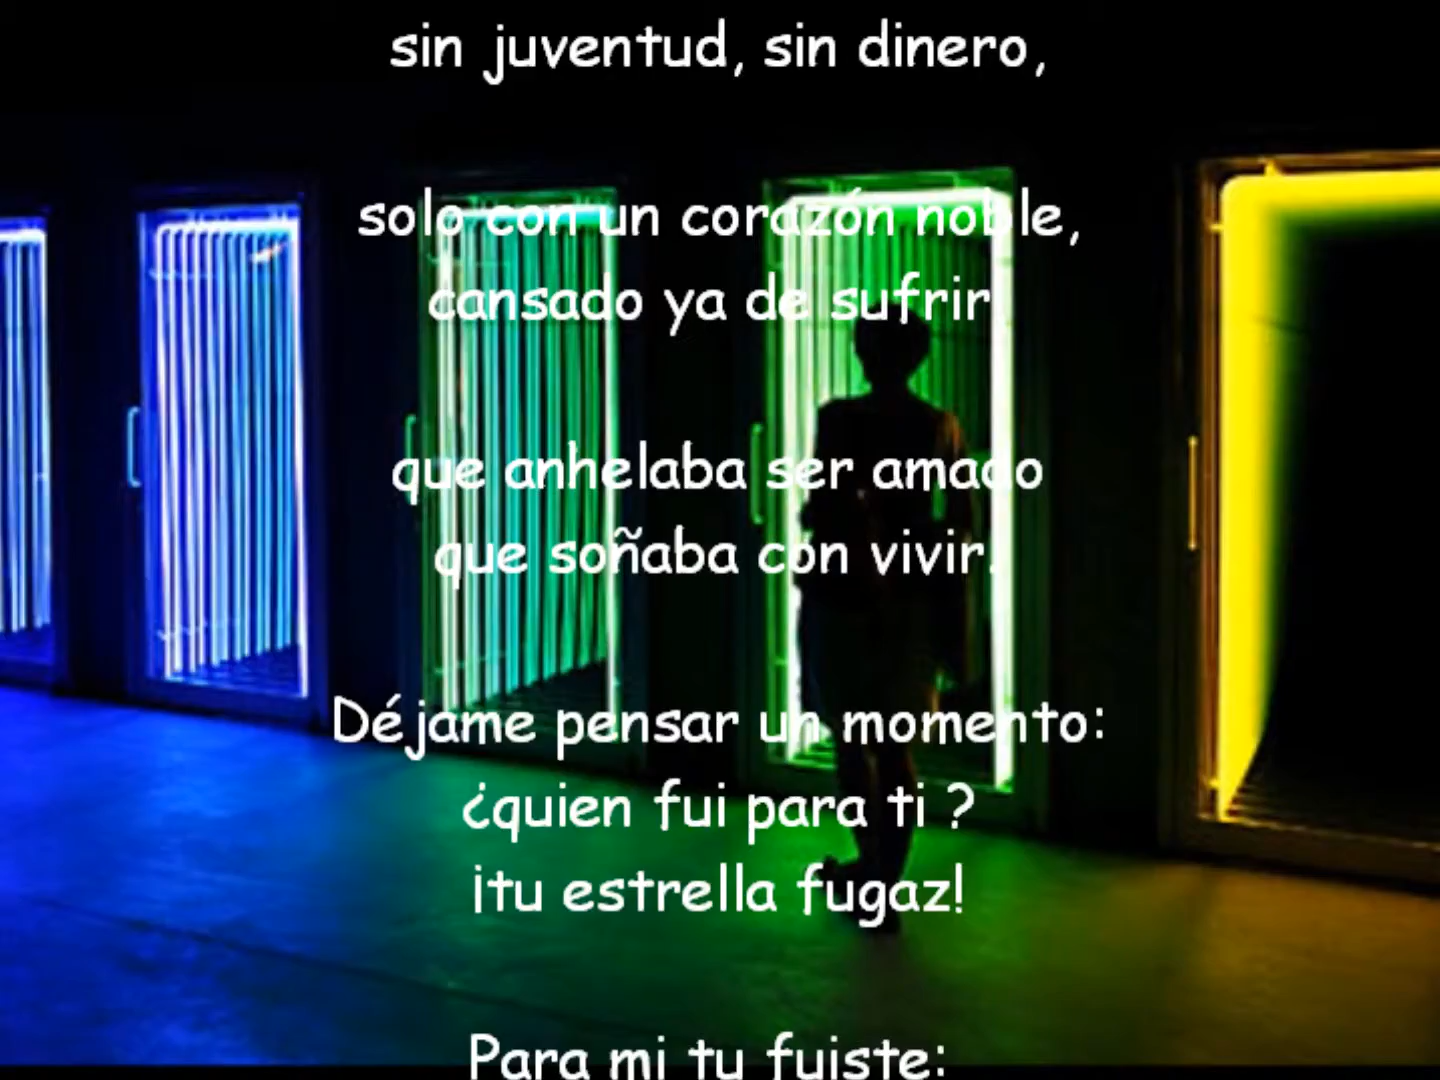 sin juventud, sin dinero,
solo con un corazón noble,
cansado ya de sufrir
que anhelaba ser amado
que soñaba con vivir.
Déjame pensar un momento:
¿quien fui para ti ?
¡tu estrella fugaz!
Para mi tu fuiste: